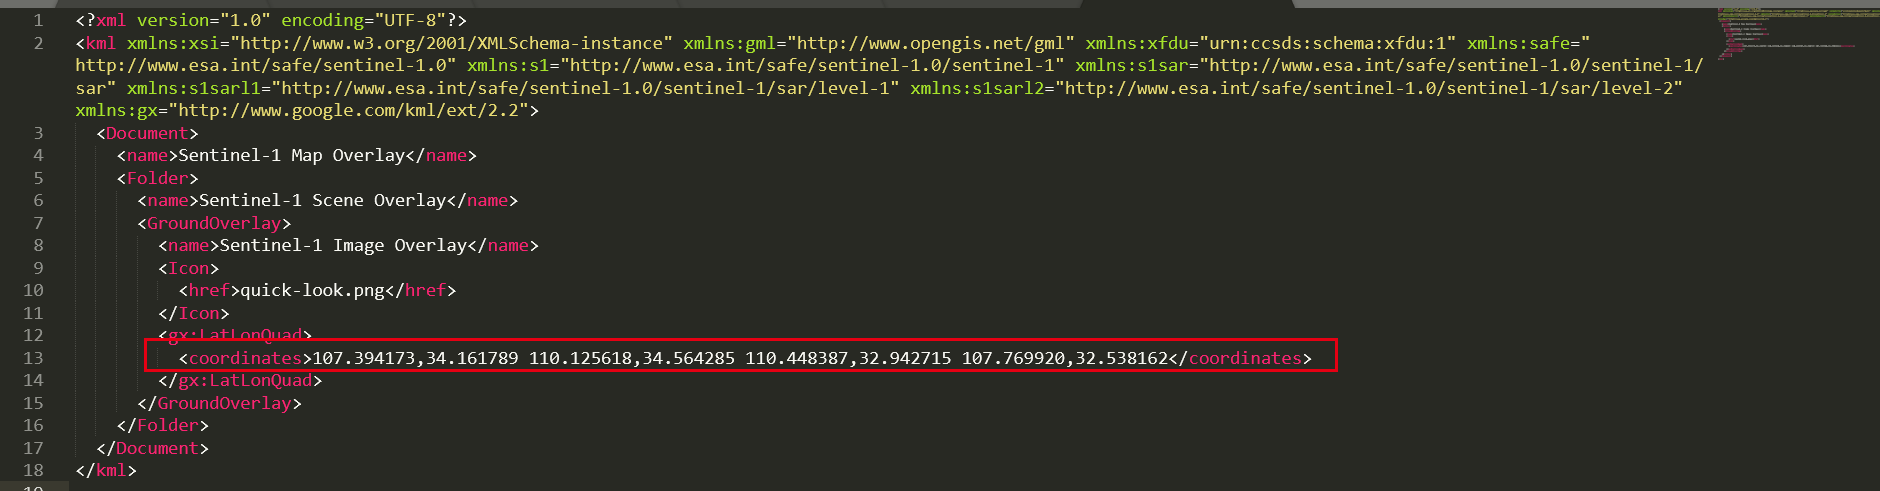 1 <?xml version="1.0" encoding="UTF-8"?>
2 <kml xmlns:xsi="http://www.w3.org/2001/XMLSchema-instance" xmlns:gml="http://www.opengis.net/gml" xmlns:xfdu="urn:ccsds:schema:xfdu:1" xmlns:safe="
http://www.esa.int/safe/sentinel-1.0" xmlns:s1="http://www.esa.int/safe/sentinel-1.0/sentinel-1" xmlns:s1sar="http://www.esa.int/safe/sentinel-1.0/sentinel-1/
sar" xmlns:s1sarl1="http://www.esa.int/safe/sentinel-1.0/sentinel-1/sar/level-1" xmlns:s1sarl2="http://www.esa.int/safe/sentinel-1.0/sentinel-1/sar/level-2"
xmlns:gx="http://www.google.com/kml/ext/2.2">
3 <Document>
4 <name>Sentinel-1 Map Overlay</name>
5 <Folder>
6 <name>Sentinel-1 Scene Overlay</name>
7 <GroundOverlay>
8 <name>Sentinel-1 Image Overlay</name>
9 <Icon>
10 <href>quick-look.png</href>
11 </Icon>
12 <gx:LatLonQuad>
13 <coordinates>107.394173,34.161789 110.125618,34.564285 110.448387,32.942715 107.769920,32.538162</coordinates>
14 </gx:LatLonQuad>
15 </GroundOverlay>
16 </Folder>
17 </Document>
18 </kml>
19